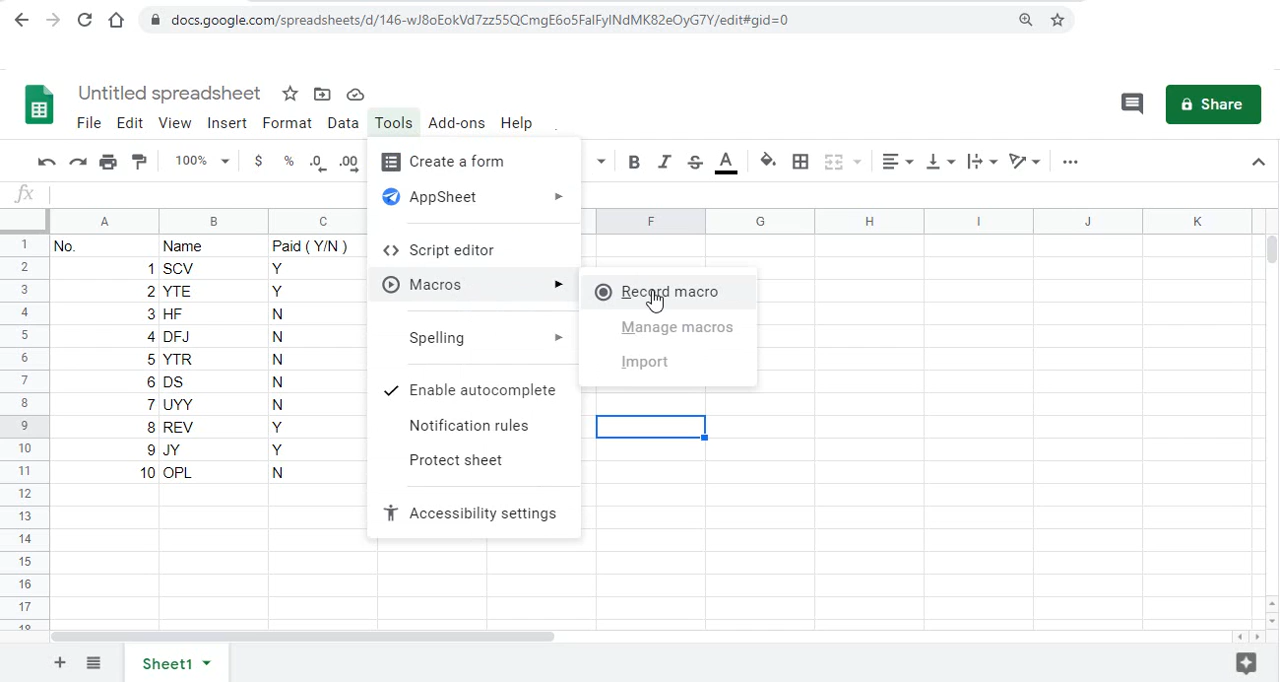 docs.google.com/spreadsheets/d/146-wJ8oEokVd7zz55QCmgE6o5FalFylNdMK82eOyG7Y/edit#gid=0
Untitled spreadsheet
Share
File Edit View Insert Format Data Tools Add-ons Help
100% $ % .0 .00 B I S A
Create a form
AppSheet
Script editor
Macros
Spelling
Enable autocomplete
Notification rules
Protect sheet
Accessibility settings
Record macro
Manage macros
Import
fx
A B C F G H I J K
1 No. Name Paid ( Y/N )
2 1 SCV Y
3 2 YTE Y
4 3 HF N
5 4 DFJ N
6 5 YTR N
7 6 DS N
8 7 UYY N
9 8 REV Y
10 9 JY Y
11 10 OPL N
12
13
14
15
16
17
18
Sheet1